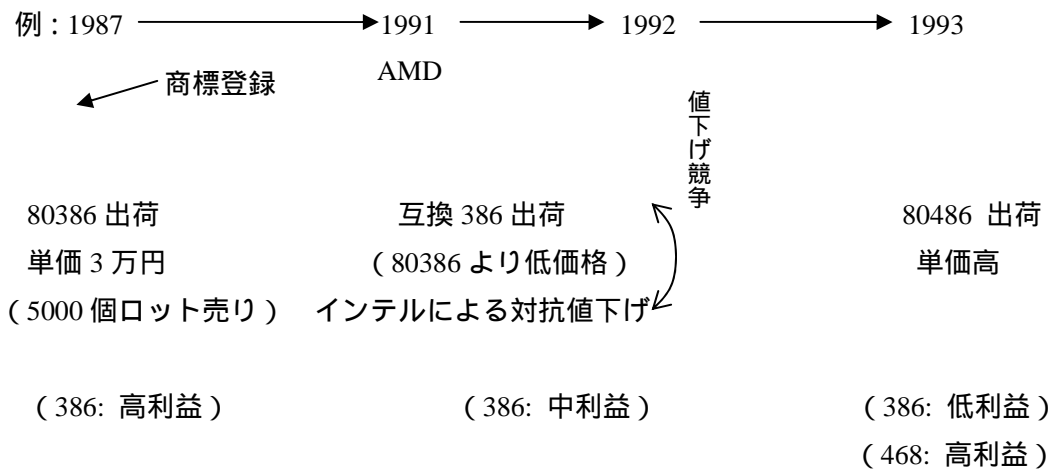 例：1987 1991 1992 1993
商標登録
AMD
値下げ競争
80386 出荷 互換 386 出荷 80486 出荷
単価 3 万円 （80386 より低価格） 単価高
（5000 個ロット売り） インテルによる対抗値下げ
（386: 高利益） （386: 中利益） （386: 低利益）
（468: 高利益）